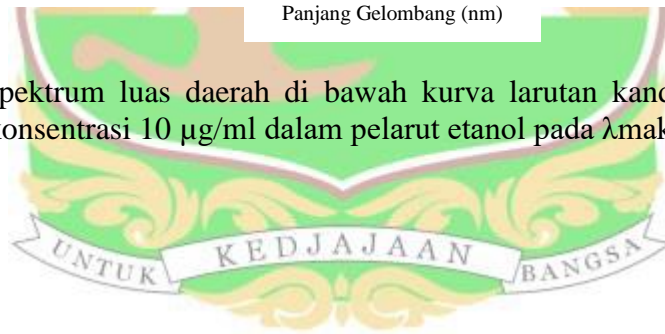 Panjang Gelombang (nm)
pektrum luas daerah di bawah kurva larutan kand
konsentrasi 10 µg/ml dalam pelarut etanol pada λmak
UNTUK KEDJAJAAN BANGSA